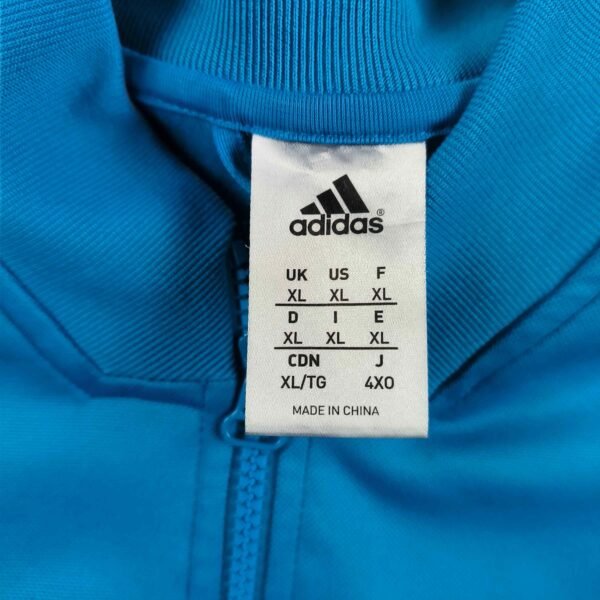 adidas®
UK US F
XL XL XL
D I E
XL XL XL
CDN J
XL/TG 4XO
MADE IN CHINA